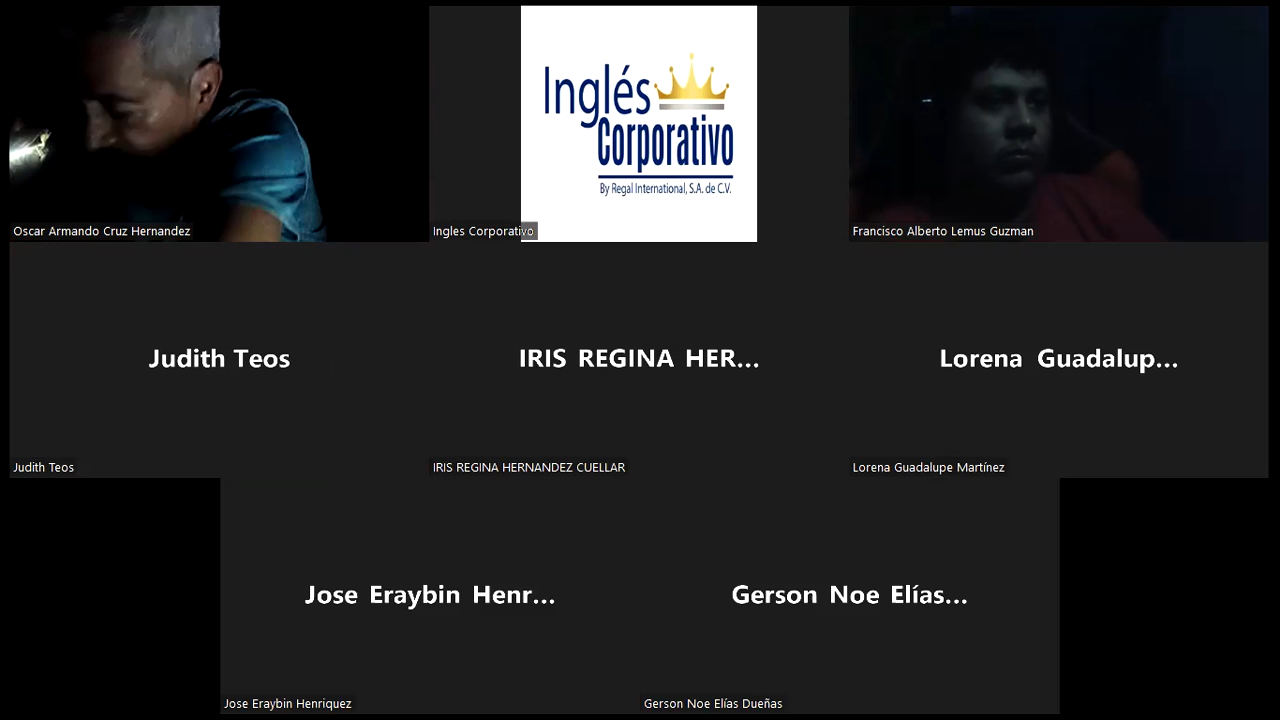 Inglés
Corporativo
By Regal International, S.A. de C.V.
Oscar Armando Cruz Hernandez
Ingles Corporativo
Francisco Alberto Lemus Guzman
Judith Teos
IRIS REGINA HER...
Lorena Guadalup...
Judith Teos
IRIS REGINA HERNANDEZ CUELLAR
Lorena Guadalupe Martínez
Jose Eraybin Henr...
Gerson Noe Elías...
Jose Eraybin Henriquez
Gerson Noe Elías Dueñas